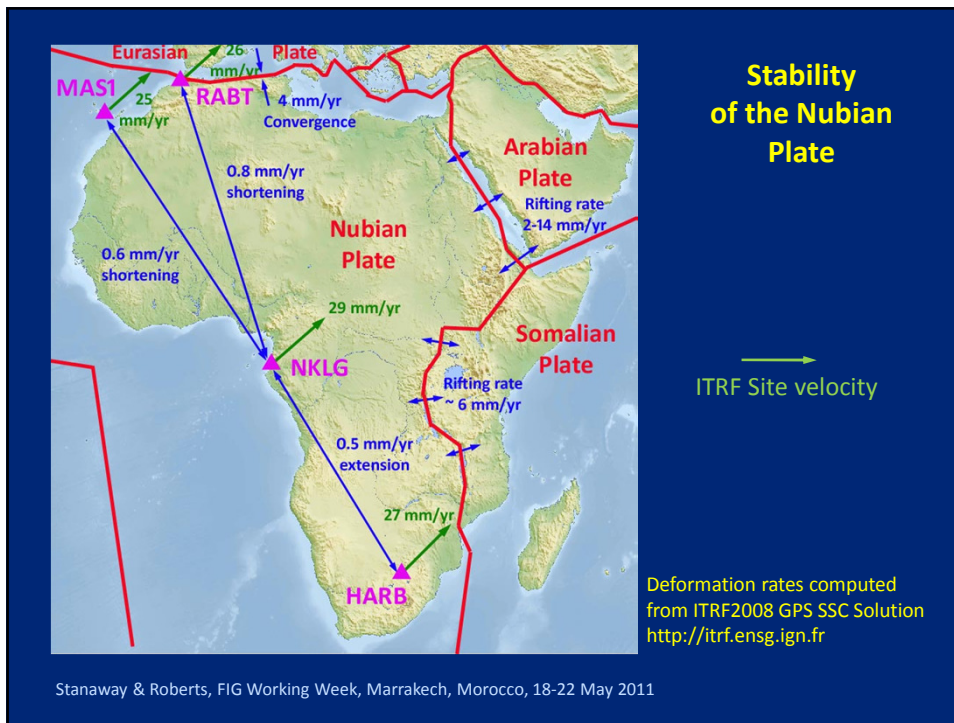 Stability
of the Nubian
Plate
Eurasian
Plate
26
mm/yr
MAS1
RABT
25
mm/yr
4 mm/yr
Convergence
Arabian
Plate
Rifting rate
2-14 mm/yr
0.8 mm/yr
shortening
Nubian
Plate
0.6 mm/yr
shortening
29 mm/yr
Somalian
Plate
NKLG
Rifting rate
~ 6 mm/yr
ITRF Site velocity
0.5 mm/yr
extension
27 mm/yr
HARB
Deformation rates computed
from ITRF2008 GPS SSC Solution
http://itrf.ensg.ign.fr
Stanaway & Roberts, FIG Working Week, Marrakech, Morocco, 18-22 May 2011